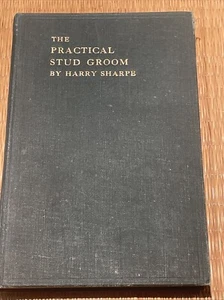 THE
PRACTICAL
STUD GROOM
BY HARRY SHARPE